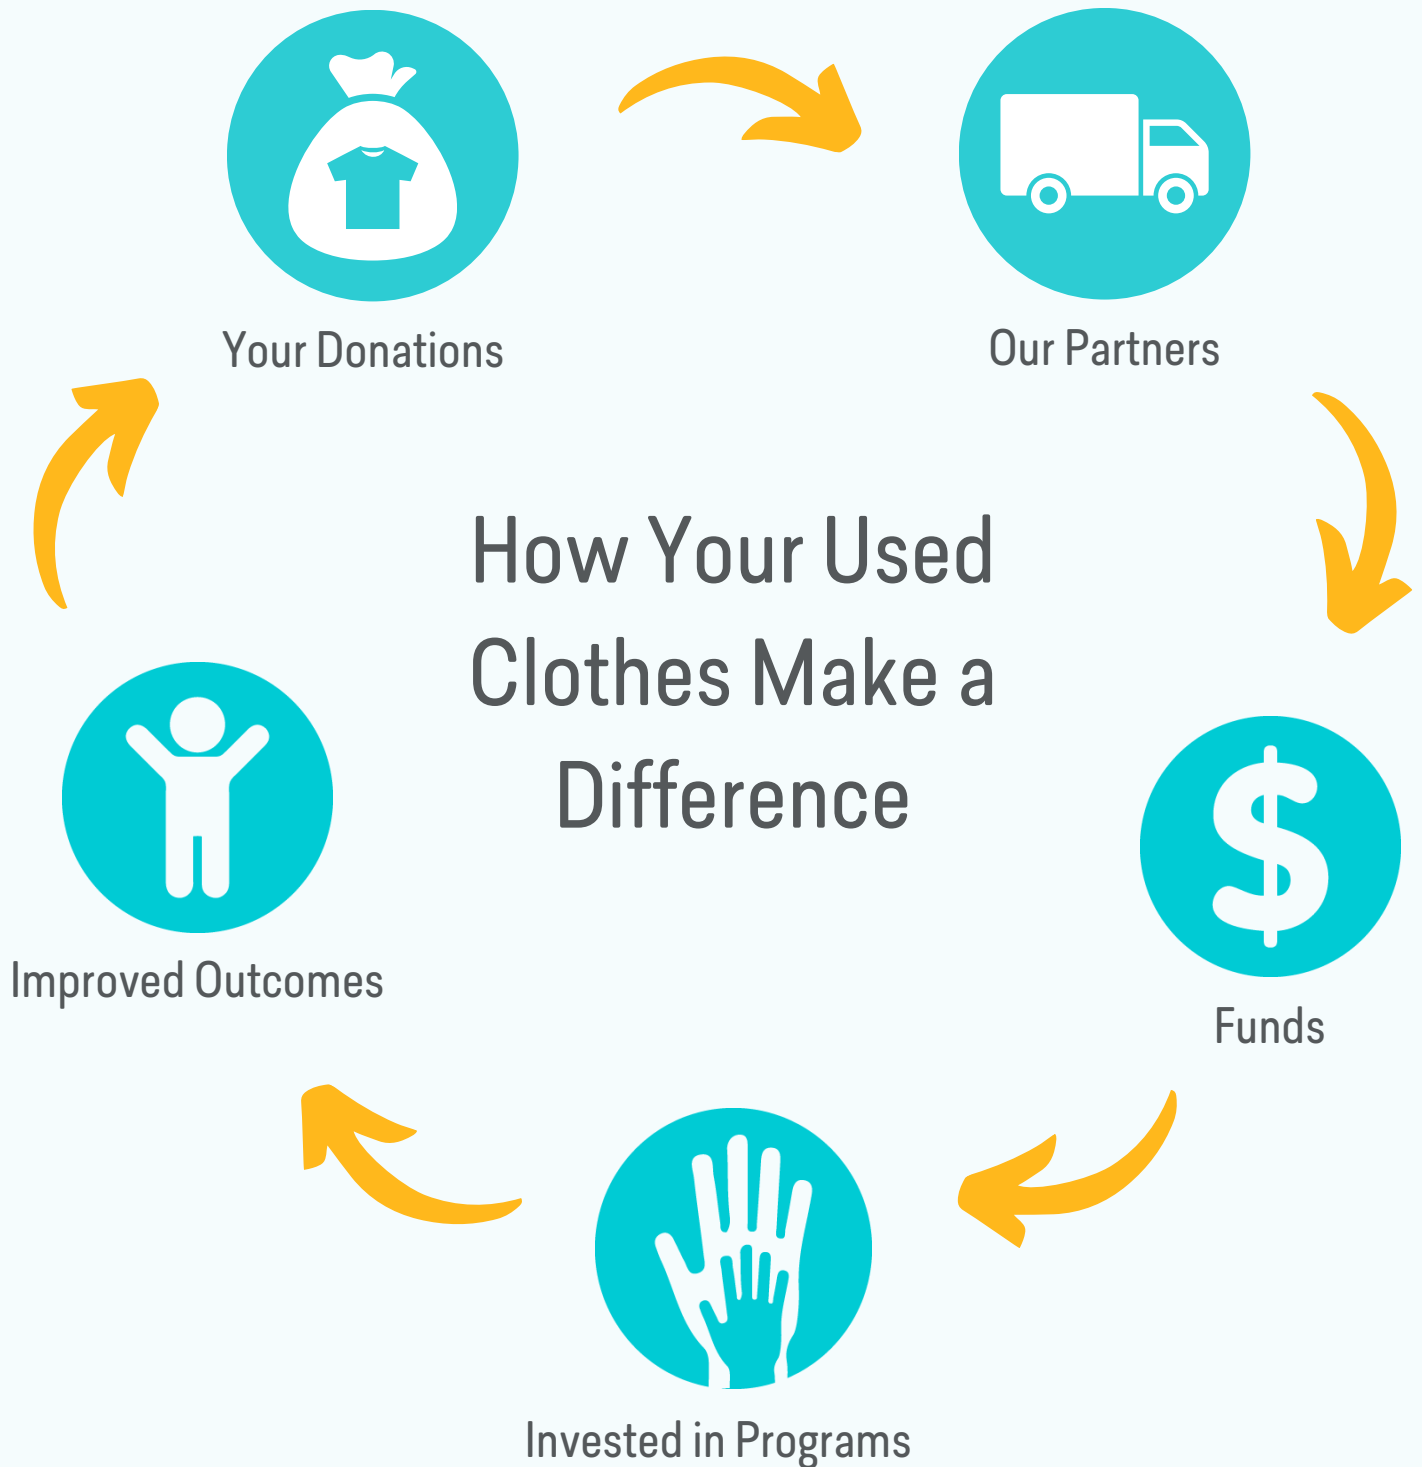 Your Donations
Our Partners
How Your Used
Clothes Make a
Difference
Improved Outcomes
Funds
Invested in Programs